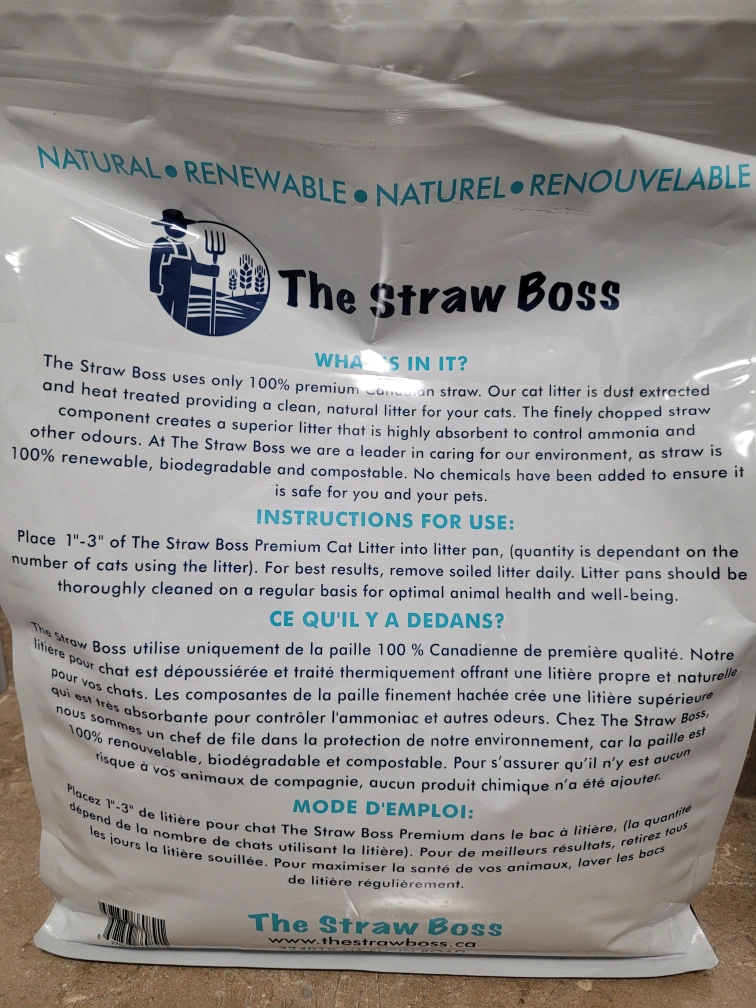 NATURAL • RENEWABLE • NATUREL • RENOUVELABLE
The Straw Boss
IN IT?
The Straw Boss uses only 100% premium Canadian straw. Our cat litter is dust extracted
and heat treated providing a clean, natural litter for your cats. The finely chopped straw
component creates a superior litter that is highly absorbent to control ammonia and
other odours. At The Straw Boss we are a leader in caring for our environment, as straw is
100% renewable, biodegradable and compostable. No chemicals have been added to ensure it
is safe for you and your pets.
INSTRUCTIONS FOR USE:
Place 1"-3" of The Straw Boss Premium Cat Litter into litter pan, (quantity is dependant on the
number of cats using the litter). For best results, remove soiled litter daily. Litter pans should be
thoroughly cleaned on a regular basis for optimal animal health and well-being.
CE QU'IL Y A DEDANS?
The Straw Boss utilise uniquement de la paille 100 % Canadienne de première qualité. Notre
litière pour chat est dépoussiérée et traité thermiquement offrant une litière propre et naturelle
pour vos chats. Les composantes de la paille finement hachée crée une litière supérieure
qui est très absorbante pour contrôler l'ammoniac et autres odeurs. Chez The Straw Boss,
nous sommes un chef de file dans la protection de notre environnement, car la paille est
100% renouvelable, biodégradable et compostable. Pour s'assurer qu'il n'y est aucun
risque à vos animaux de compagnie, aucun produit chimique n'a été ajouter.
MODE D'EMPLOI:
Placez 1"-3" de litière pour chat The Straw Boss Premium dans le bac à litière, (la quantité
dépend de la nombre de chats utilisant la litière). Pour de meilleurs résultats, retirez tous
les jours la litière souillée. Pour maximiser la santé de vos animaux, laver les bacs
de litière régulièrement.
The Straw Boss
www.thestrawboss.ca